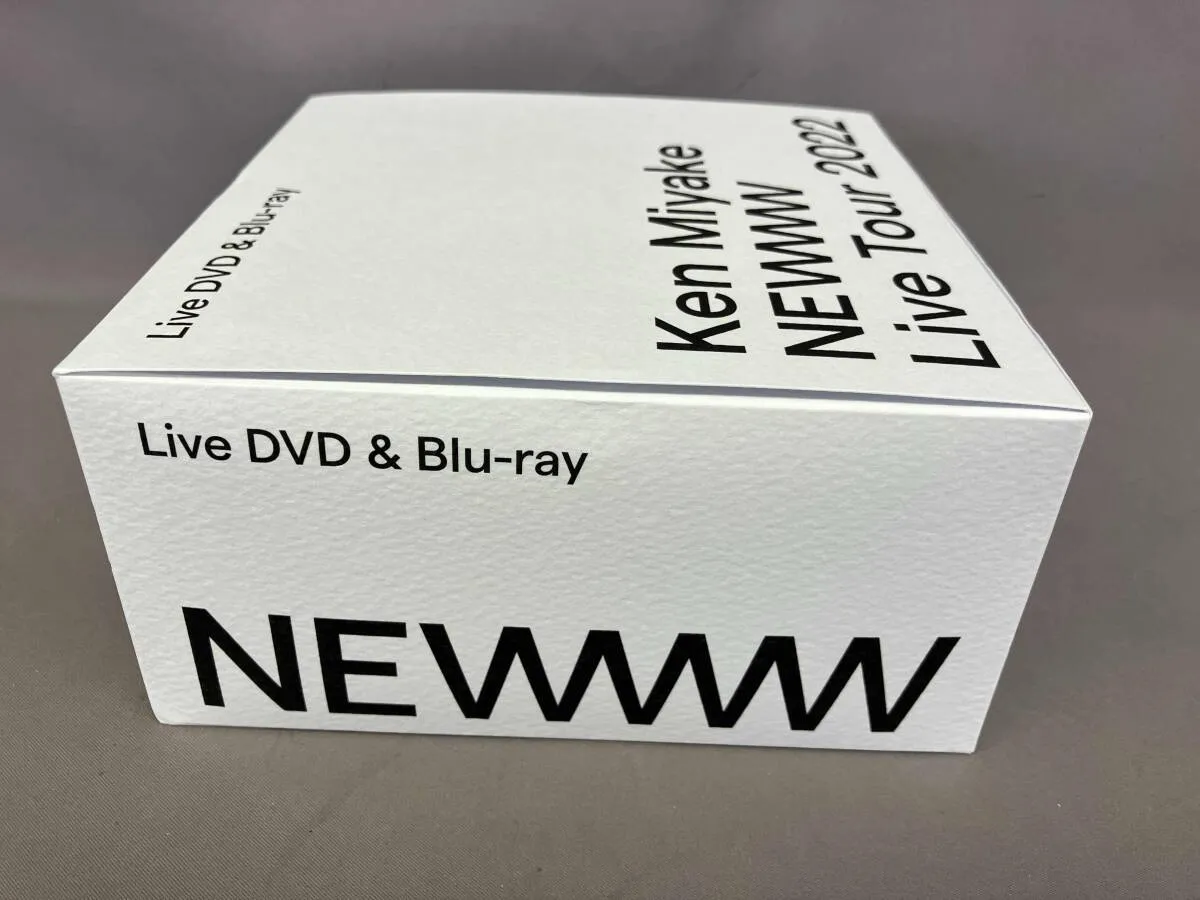 Live DVD & Blu-ray
Ken Miyake
NEWWW
Live Tour 2022
Live DVD & Blu-ray
NEWWW